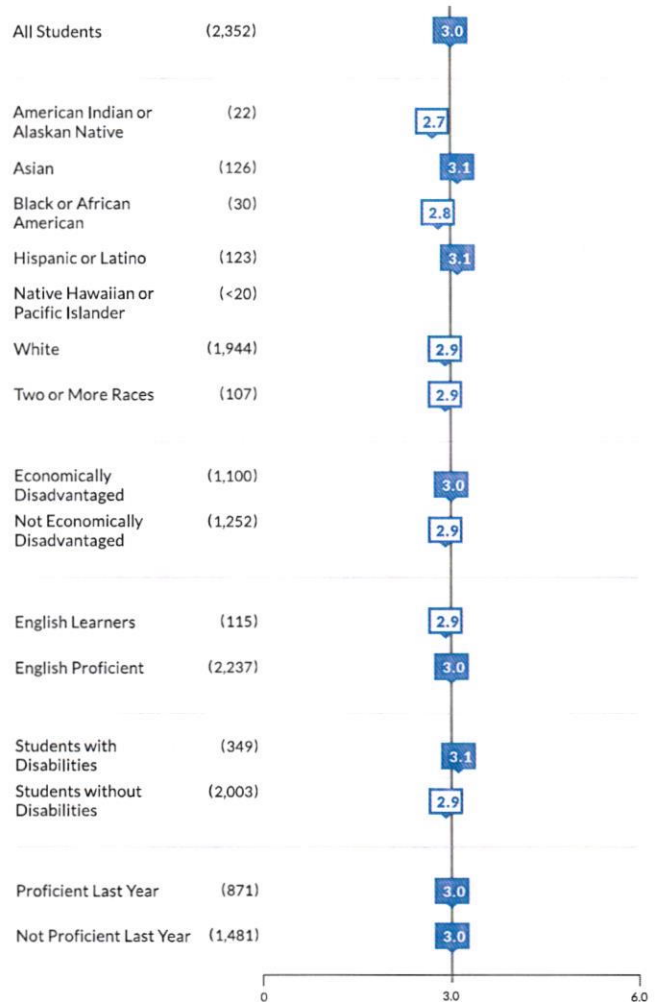 All Students (2,352) 3.0
American Indian or (22)
Alaskan Native 2.7
Asian (126) 3.1
Black or African (30)
American 2.8
Hispanic or Latino (123) 3.1
Native Hawaiian or (<20)
Pacific Islander
White (1,944) 2.9
Two or More Races (107) 2.9
Economically (1,100)
Disadvantaged 3.0
Not Economically (1,252)
Disadvantaged 2.9
English Learners (115) 2.9
English Proficient (2,237) 3.0
Students with (349)
Disabilities 3.1
Students without (2,003)
Disabilities 2.9
Proficient Last Year (871) 3.0
Not Proficient Last Year (1,481) 3.0
0 3.0 6.0